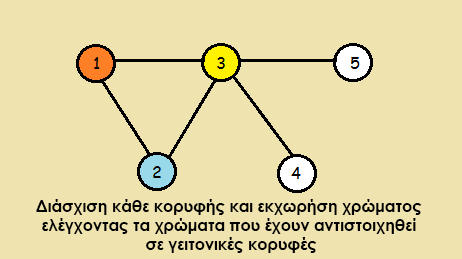 1 3 5
2 4
Διάσχιση κάθε κορυφής και εκχωρήση χρώματος
ελέγχοντας τα χρώματα που έχουν αντιστοιχηθεί
σε γειτονικές κορυφές